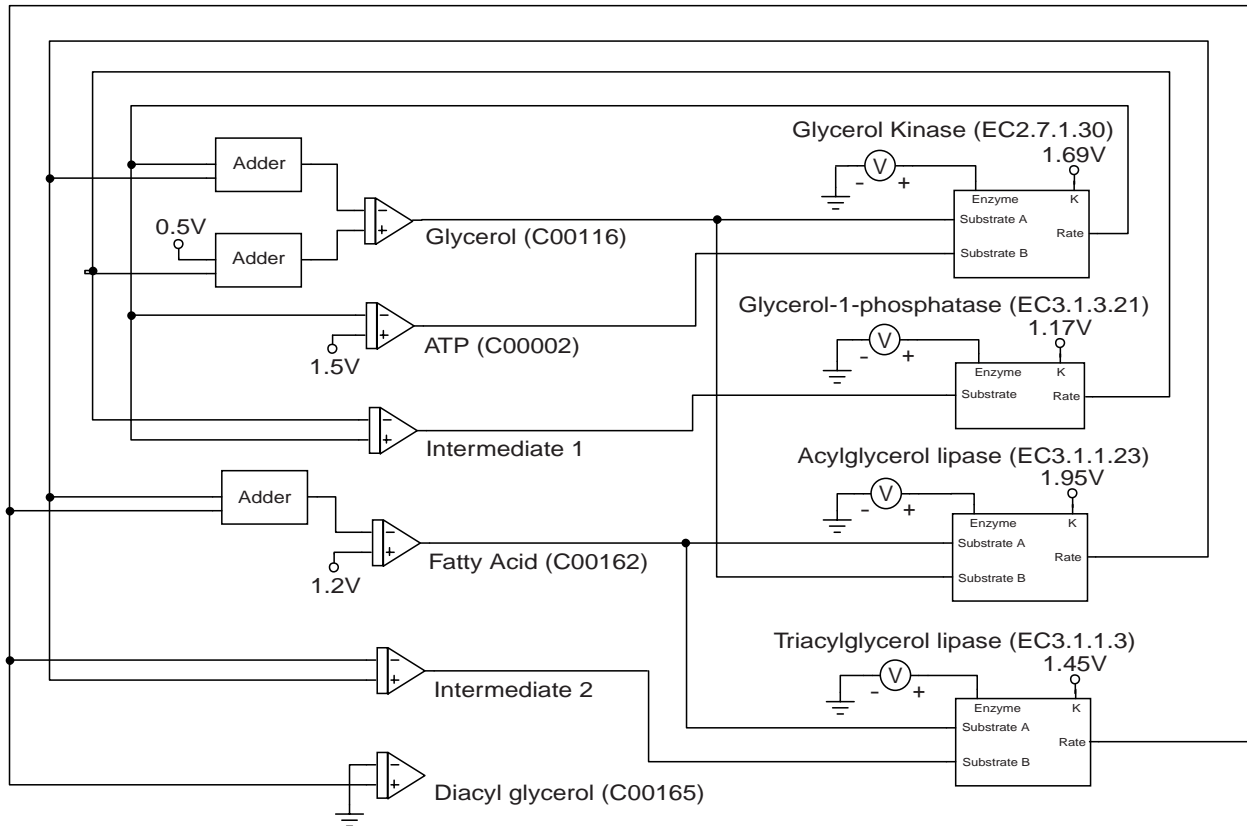 Glycerol Kinase (EC2.7.1.30)
1.69V
V
- +
Enzyme K
Substrate A
Rate
Substrate B
Adder
− +
0.5V
Adder
Glycerol (C00116)
Glycerol-1-phosphatase (EC3.1.3.21)
1.17V
V
- +
Enzyme K
Substrate
Rate
− +
1.5V
ATP (C00002)
− +
Intermediate 1
Acylglycerol lipase (EC3.1.1.23)
1.95V
V
- +
Enzyme K
Substrate A
Rate
Substrate B
Adder
− +
1.2V
Fatty Acid (C00162)
Triacylglycerol lipase (EC3.1.1.3)
1.45V
V
- +
Enzyme K
Substrate A
Rate
Substrate B
− +
Intermediate 2
− +
Diacyl glycerol (C00165)